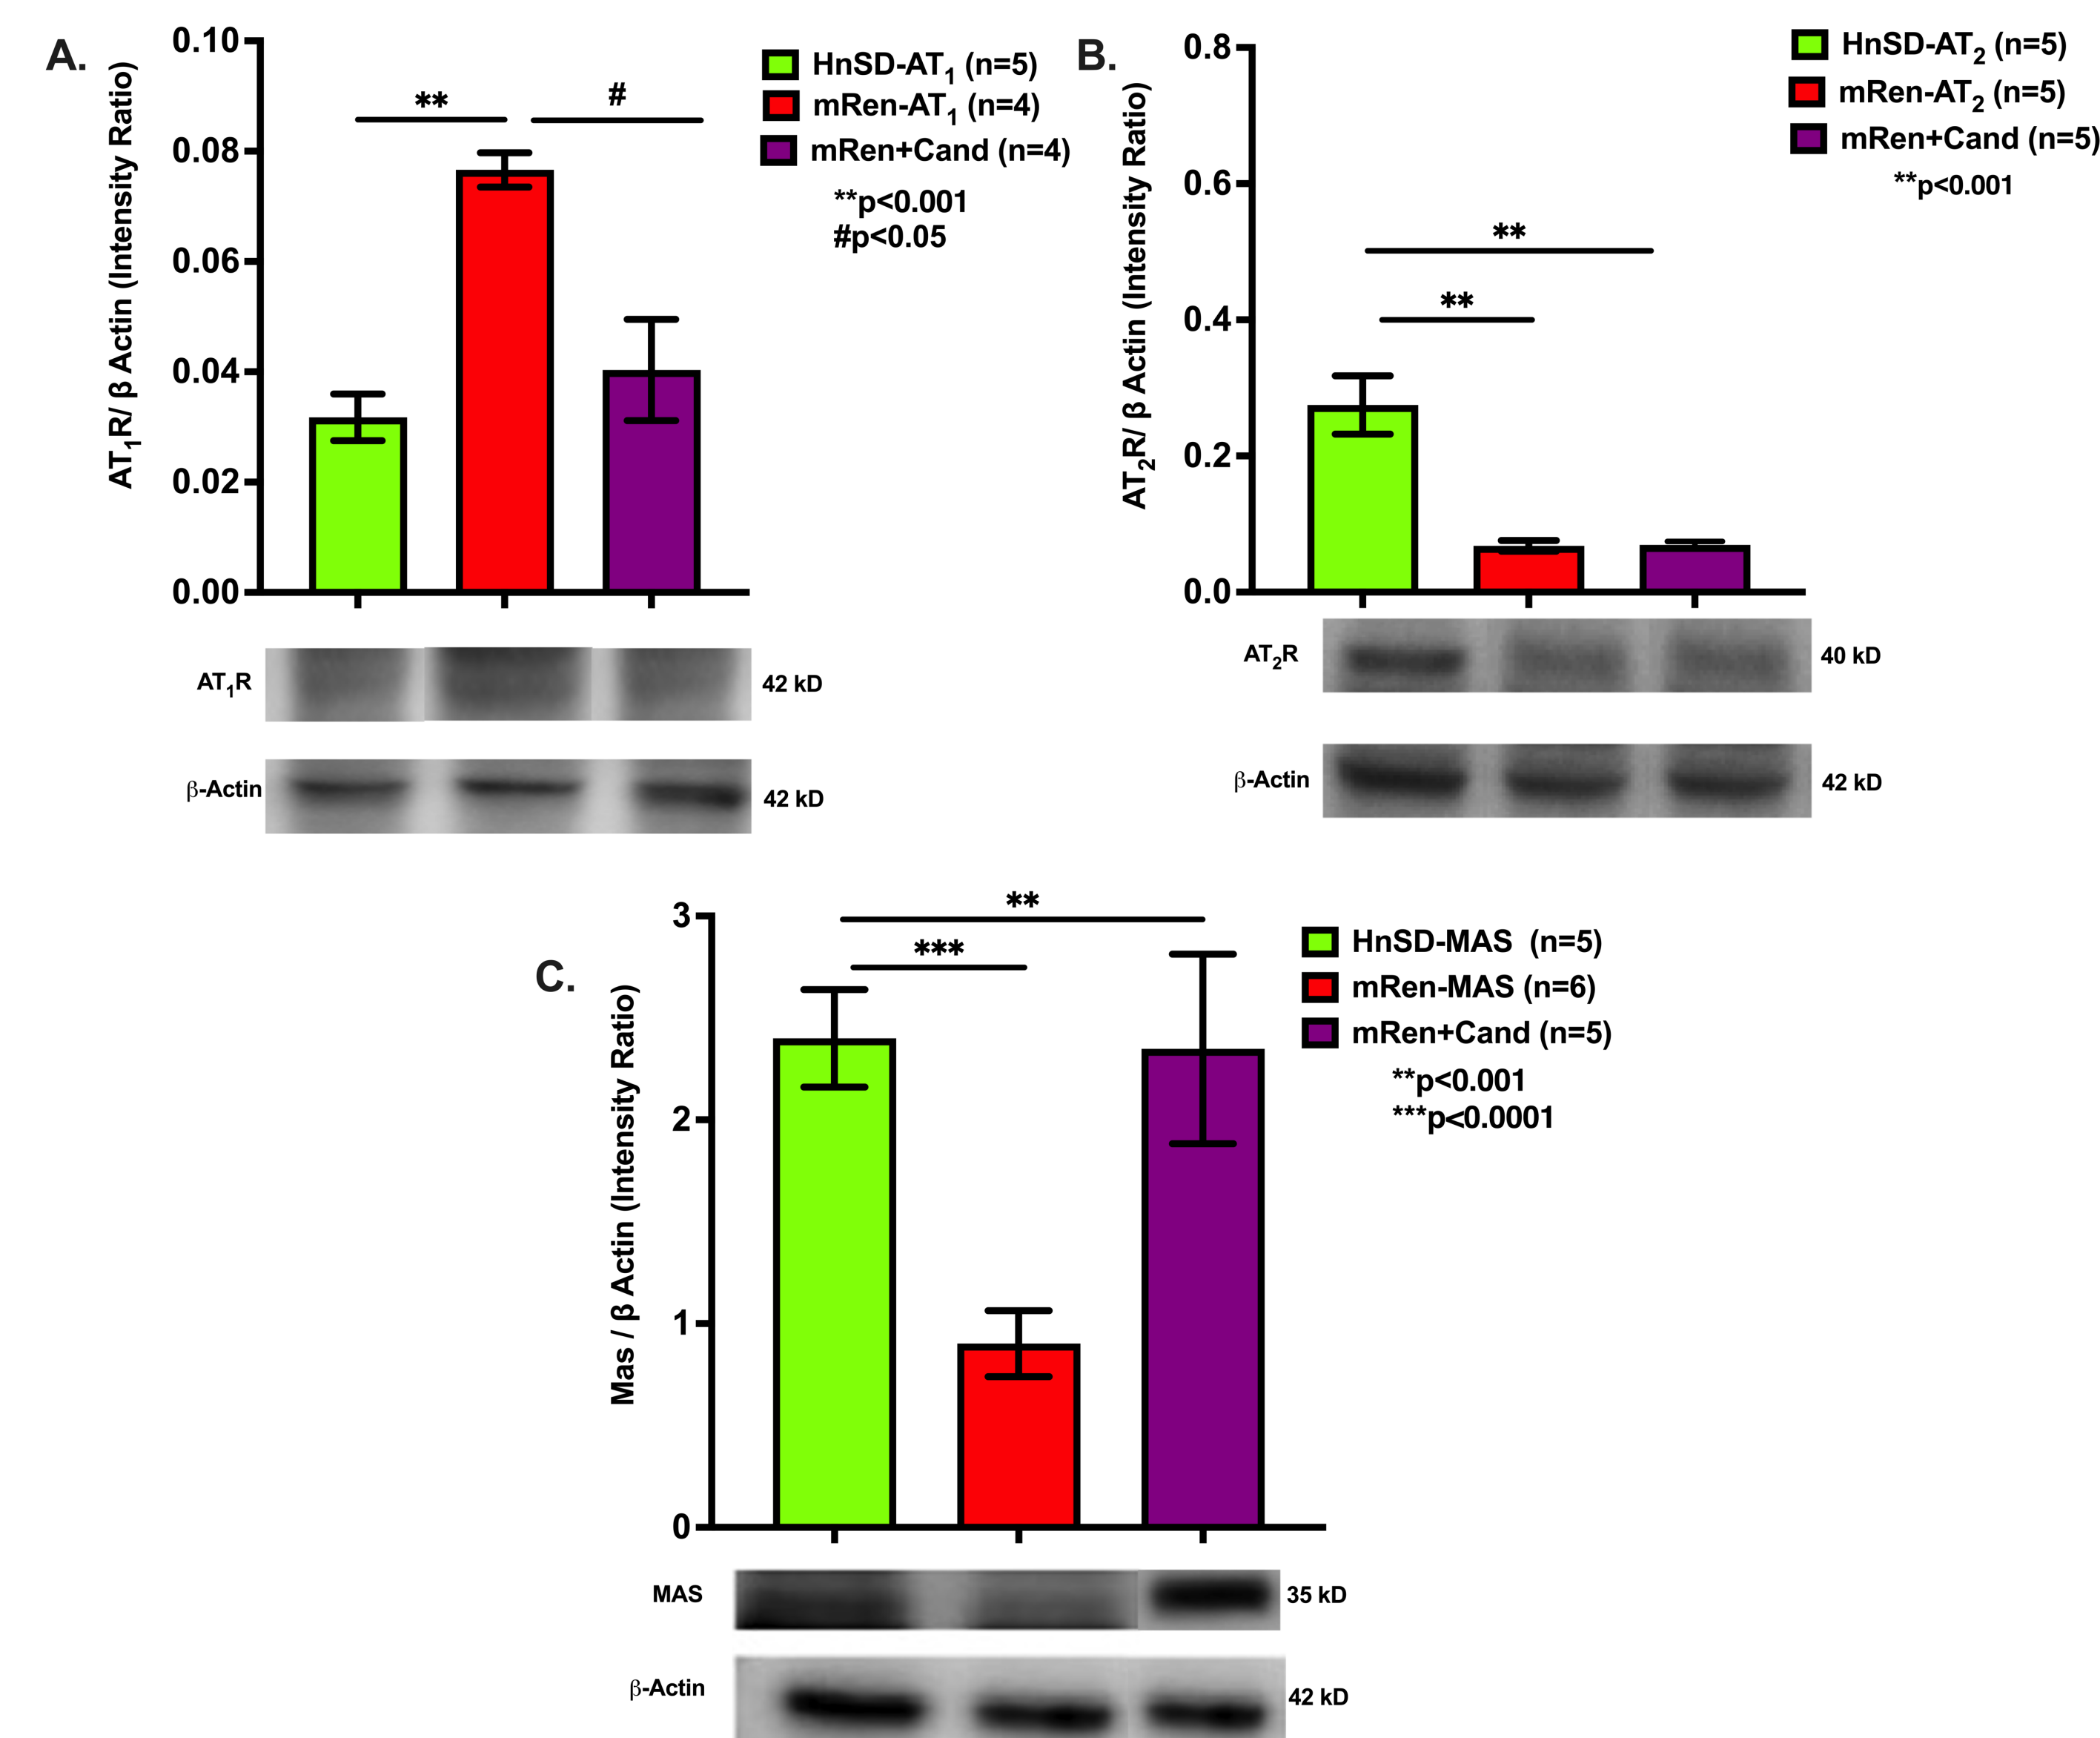 A.
0.10
0.08
0.06
0.04
0.02
0.00
AT1R/ β Actin (Intensity Ratio)
**
#
HnSD-AT1 (n=5)
mRen-AT1 (n=4)
mRen+Cand (n=4)
**p<0.001
#p<0.05
AT1R
42 kD
β-Actin
42 kD
B.
0.8
0.6
0.4
0.2
0.0
AT2R/ β Actin (Intensity Ratio)
**
**
HnSD-AT2 (n=5)
mRen-AT2 (n=5)
mRen+Cand (n=5)
**p<0.001
AT2R
40 kD
β-Actin
42 kD
C.
3
2
1
0
Mas / β Actin (Intensity Ratio)
**
***
HnSD-MAS (n=5)
mRen-MAS (n=6)
mRen+Cand (n=5)
**p<0.001
***p<0.0001
MAS
35 kD
β-Actin
42 kD